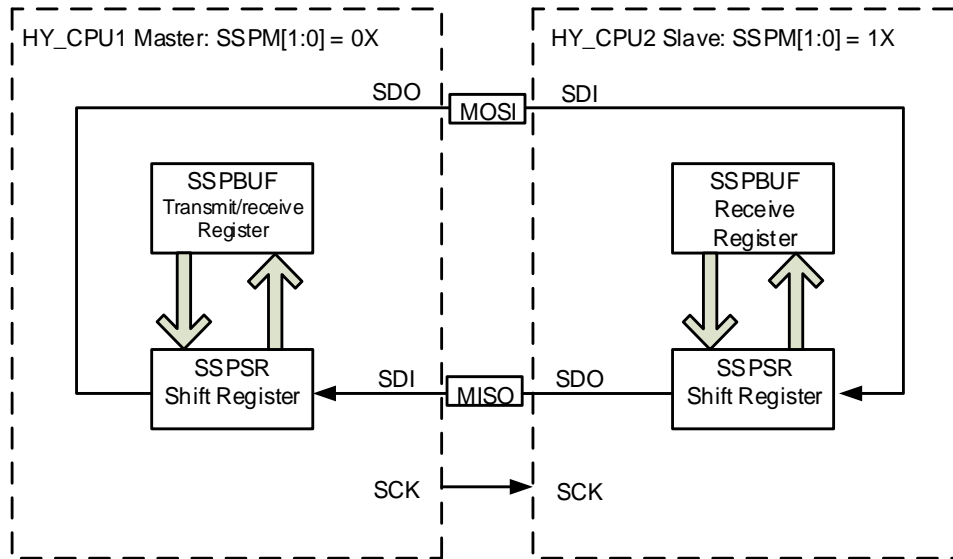 HY_CPU1 Master: SSPM[1:0] = 0X
HY_CPU2 Slave: SSPM[1:0] = 1X
SDO
MOSI
SDI
SSPBUF
Transmit/receive
Register
SSPBUF
Receive
Register
SSPSR
Shift Register
SDI
MISO
SDO
SSPSR
Shift Register
SCK
SCK